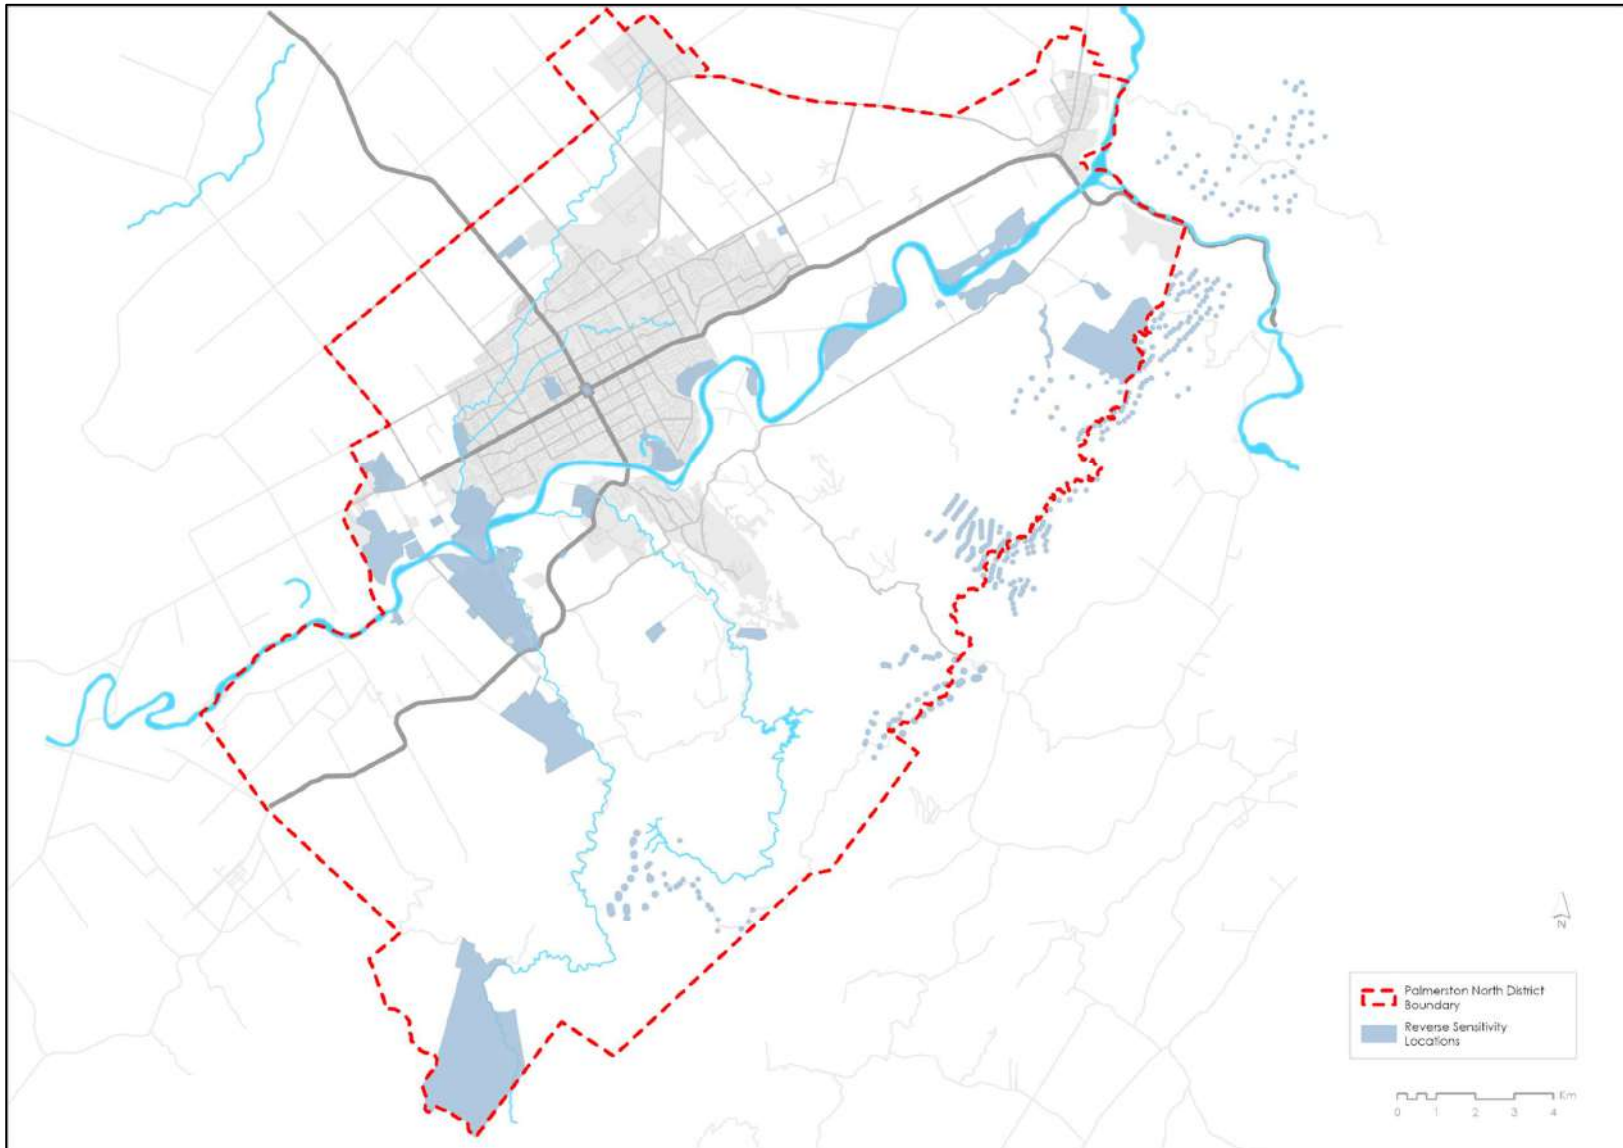 N
Palmerston North District
Boundary
Reverse Sensitivity
Locations
Km
0 1 2 3 4